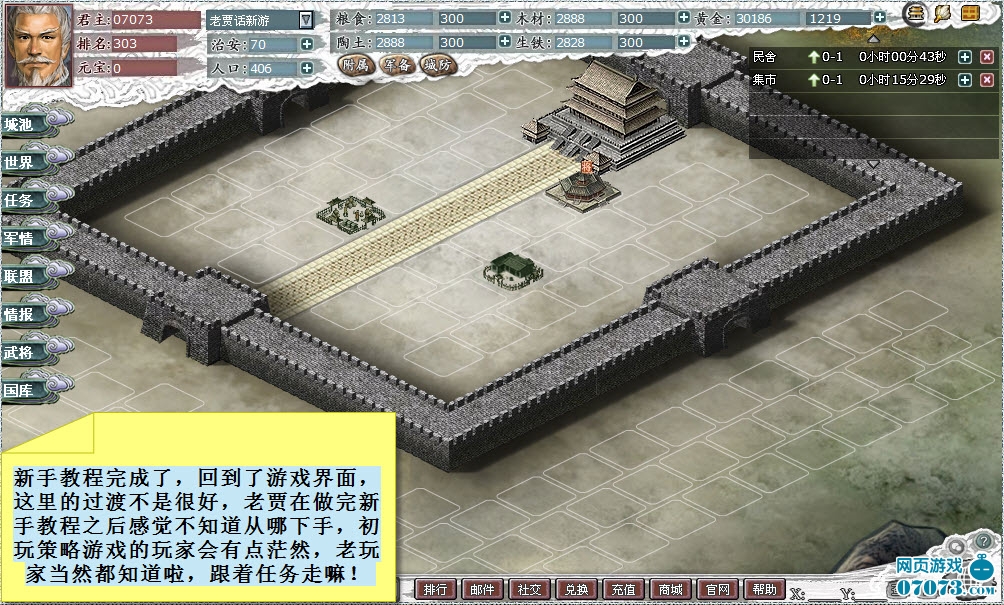 君主:07073 老贾话新游 粮食:2813 300 木材:2888 300 黄金:30186 1219
排名:303 治安:70 陶土:2888 300 生铁:2828 300
元宝:0 人口:406 附属 军备 城防
民舍 0-1 0小时00分43秒
集市 0-1 0小时15分29秒
城池
世界
任务
军情
联盟
情报
武将
国库
新手教程完成了，回到了游戏界面，
这里的过渡不是很好，老贾在做完新
手教程之后感觉不知道从哪下手，初
玩策略游戏的玩家会有点茫然，老玩
家当然都知道啦，跟着任务走嘛！
网页游戏
07073.com
排行 邮件 社交 兑换 充值 商城 官网 帮助 X: Y: